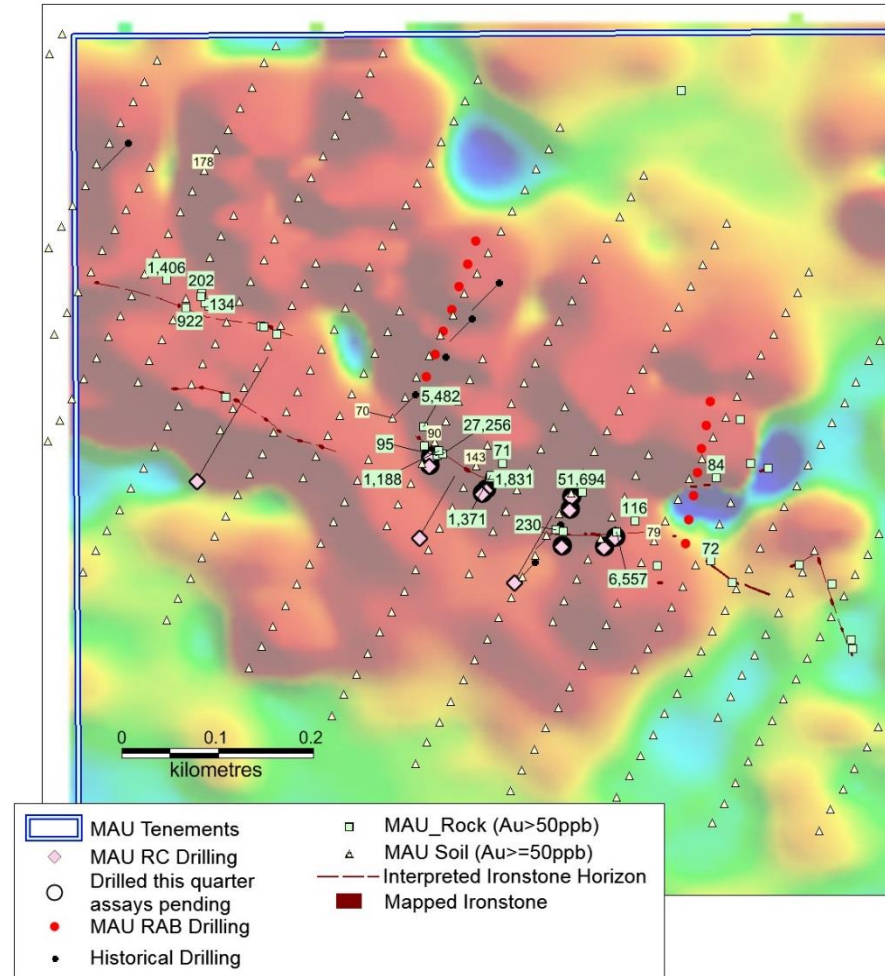 178
1,406
202
134
922
5,482
70
90
27,256
95
143
71
1,188
1,831
51,694
84
1,371
230
116
79
72
6,557
0 0.1 0.2
kilometres
MAU Tenements
MAU RC Drilling
Drilled this quarter
assays pending
MAU RAB Drilling
Historical Drilling
MAU_Rock (Au>50ppb)
MAU Soil (Au>=50ppb)
Interpreted Ironstone Horizon
Mapped Ironstone